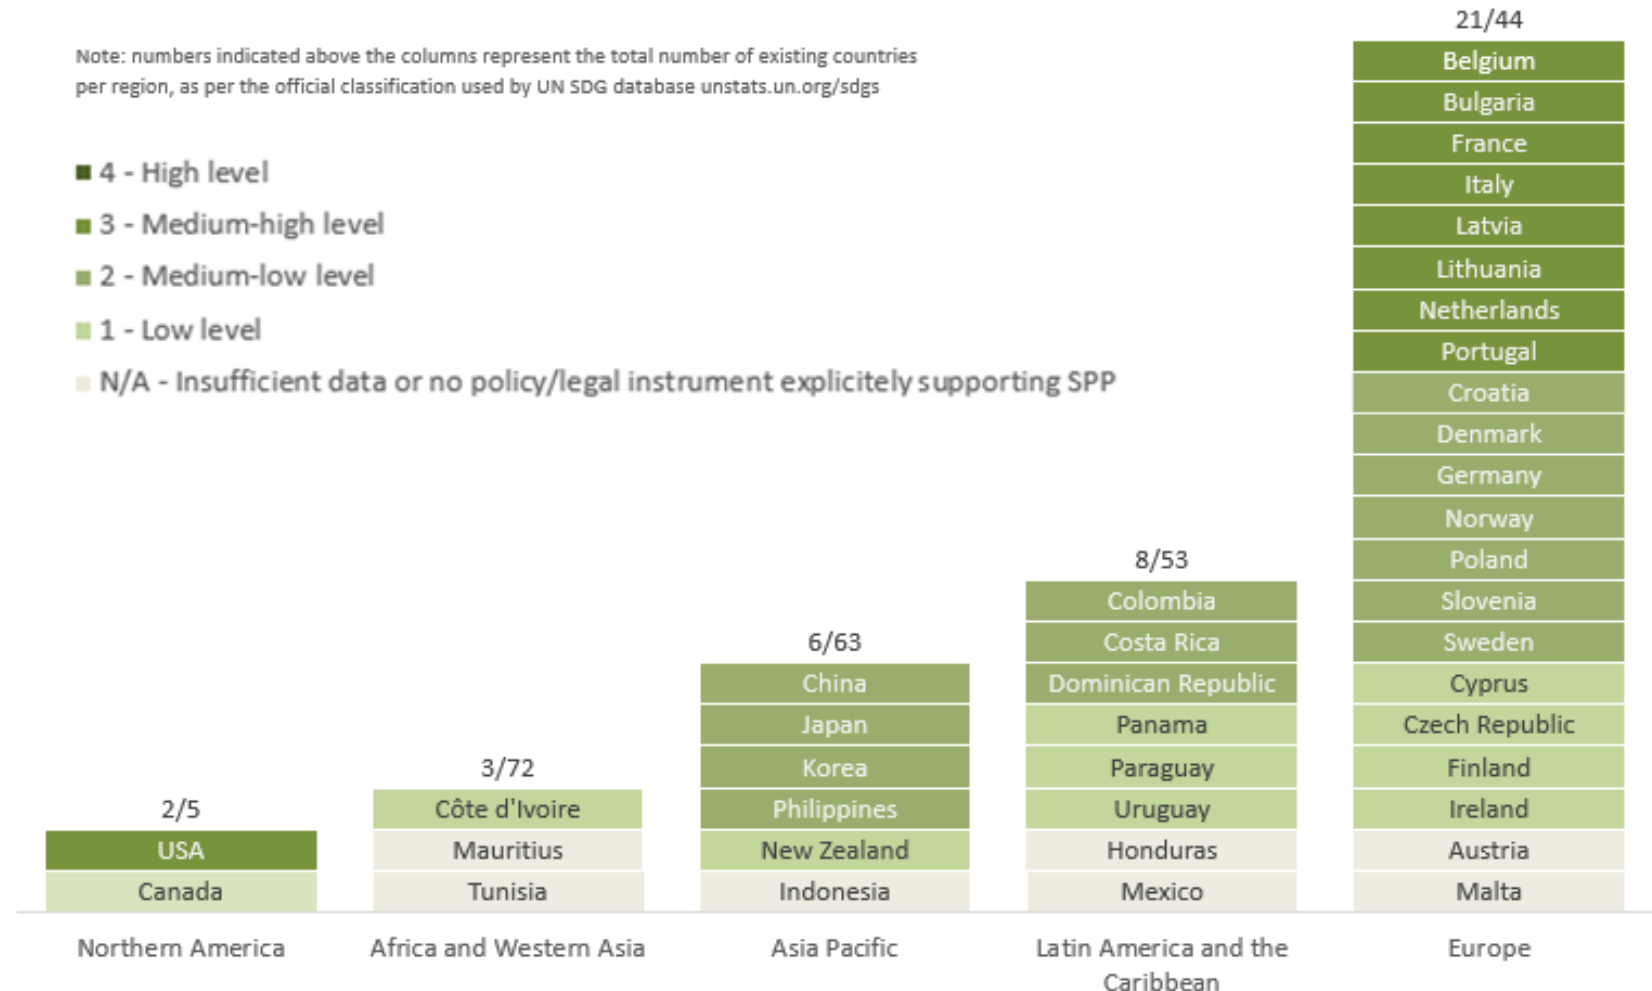 21/44
Note: numbers indicated above the columns represent the total number of existing countries
per region, as per the official classification used by UN SDG database unstats.un.org/sdgs
4 - High level
3 - Medium-high level
2 - Medium-low level
1 - Low level
N/A - Insufficient data or no policy/legal instrument explicitely supporting SPP
Belgium
Bulgaria
France
Italy
Latvia
Lithuania
Netherlands
Portugal
Croatia
Denmark
Germany
Norway
Poland
Slovenia
Sweden
Cyprus
Czech Republic
Finland
Ireland
Austria
Malta
8/53
Colombia
Costa Rica
Dominican Republic
Panama
Paraguay
Uruguay
Honduras
Mexico
6/63
China
Japan
Korea
Philippines
New Zealand
Indonesia
3/72
Côte d'Ivoire
Mauritius
Tunisia
2/5
USA
Canada
Northern America
Africa and Western Asia
Asia Pacific
Latin America and the
Caribbean
Europe